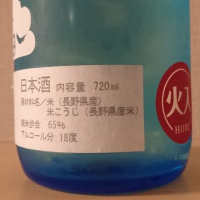 日本酒 内容量 720ml
原材料名／米（長野県産）
米こうじ（長野県産米）
精米歩合 65%
アルコール分 18度
火入
HIIRE